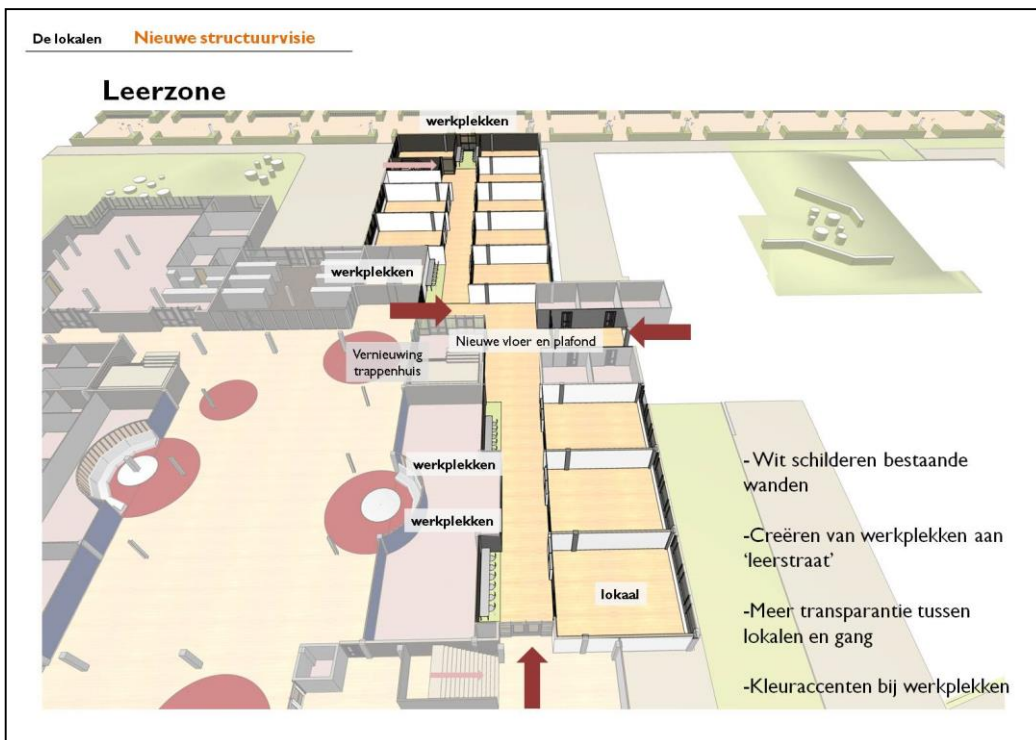 De lokalen Nieuwe structuurvisie
Leerzone
werkplekken
werkplekken
Nieuwe vloer en plafond
Vernieuwing
trappenhuis
werkplekken
werkplekken
lokaal
-Wit schilderen bestaande
wanden
-Creëren van werkplekken aan
‘leerstraat’
-Meer transparantie tussen
lokalen en gang
-Kleuraccenten bij werkplekken